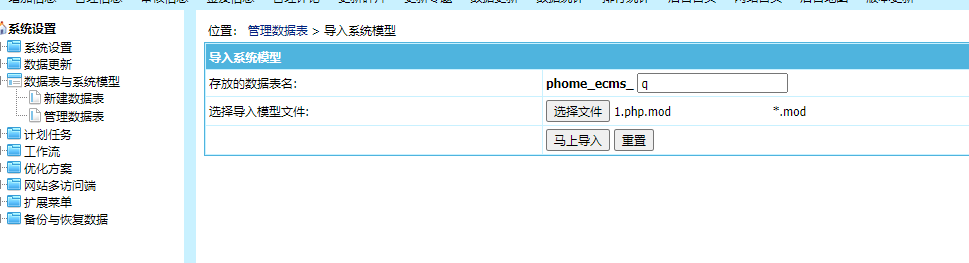 系统设置
系统设置
数据更新
数据表与系统模型
新建数据表
管理数据表
计划任务
工作流
优化方案
网站多访问端
扩展菜单
备份与恢复数据
位置： 管理数据表 > 导入系统模型
导入系统模型
存放的数据表名: phome_ecms_ q
选择导入模型文件: 选择文件 1.php.mod *.mod
马上导入 重置